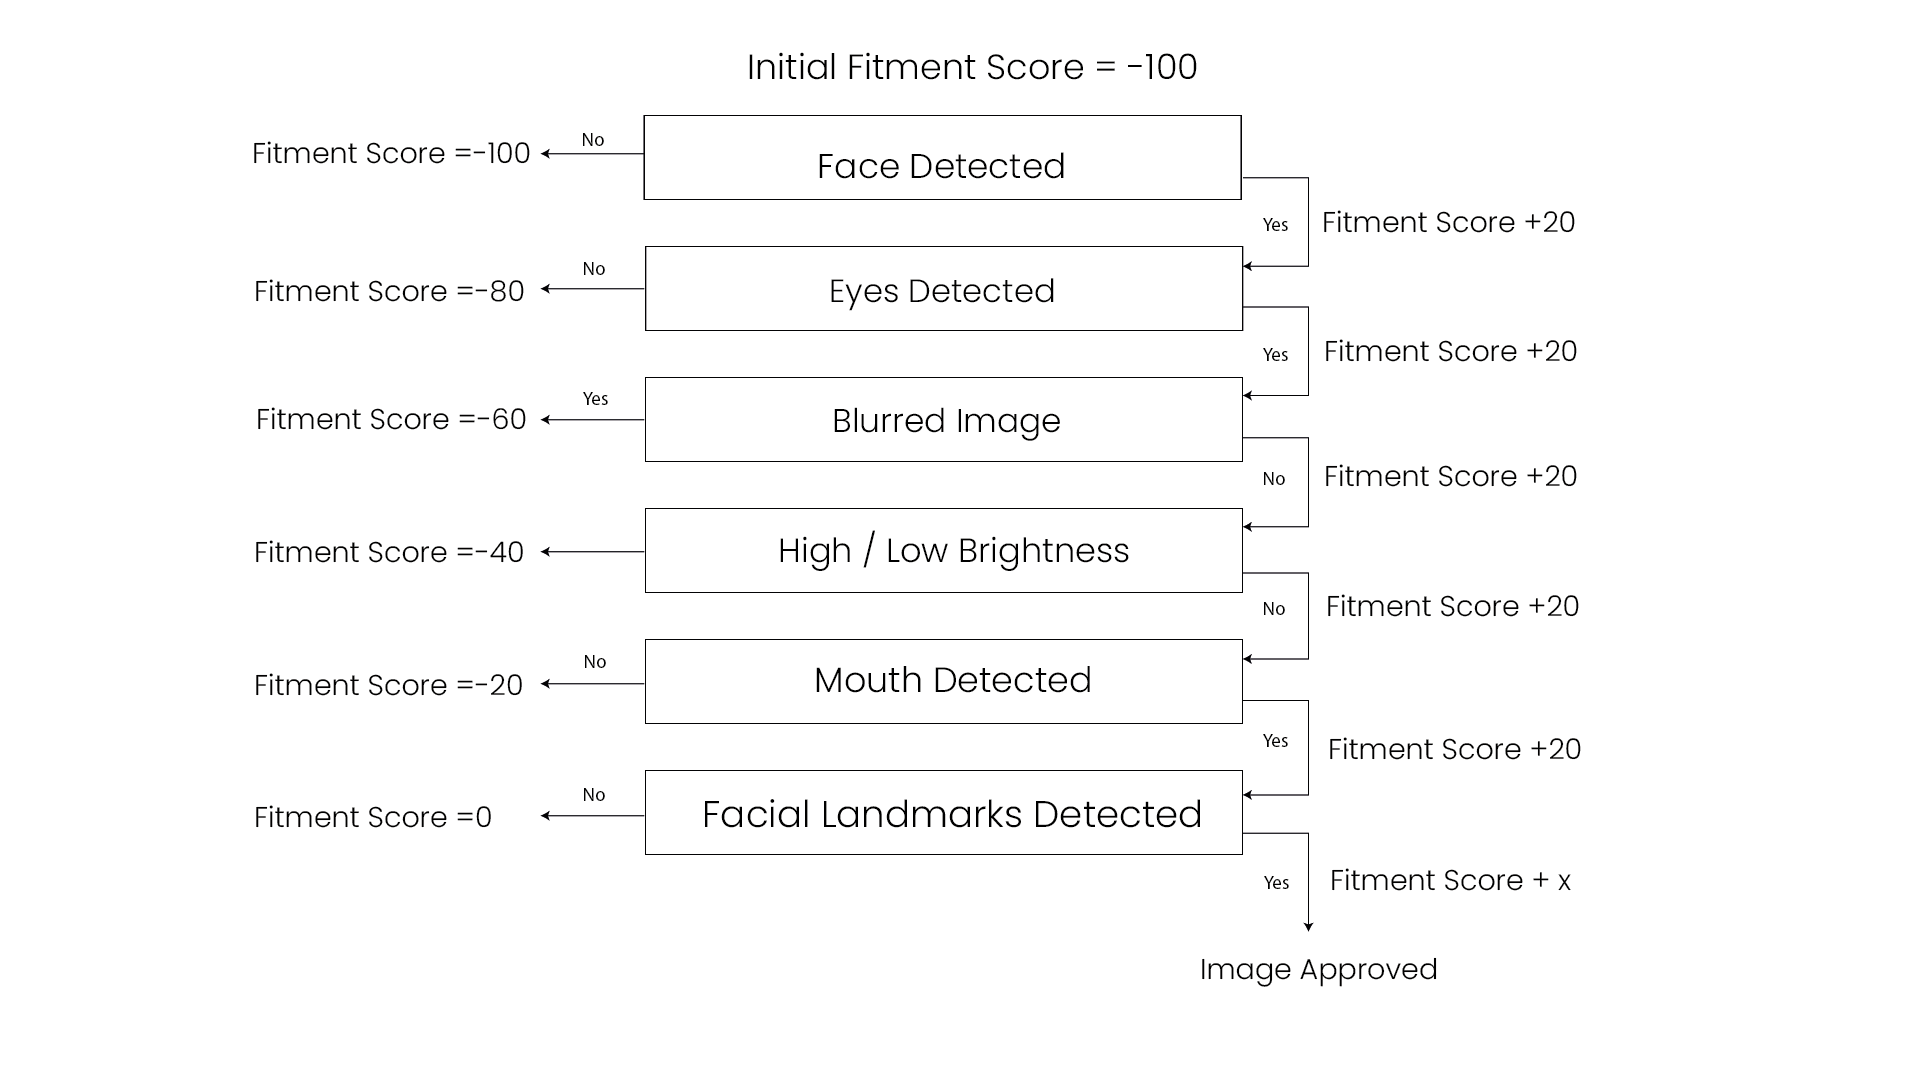 Initial Fitment Score = -100
Fitment Score =-100
No
Face Detected
Yes
Fitment Score +20
Fitment Score =-80
No
Eyes Detected
Yes
Fitment Score +20
Fitment Score =-60
Yes
Blurred Image
No
Fitment Score +20
Fitment Score =-40
High / Low Brightness
No
Fitment Score +20
Fitment Score =-20
No
Mouth Detected
Yes
Fitment Score +20
Fitment Score =0
No
Facial Landmarks Detected
Yes
Fitment Score + x
Image Approved